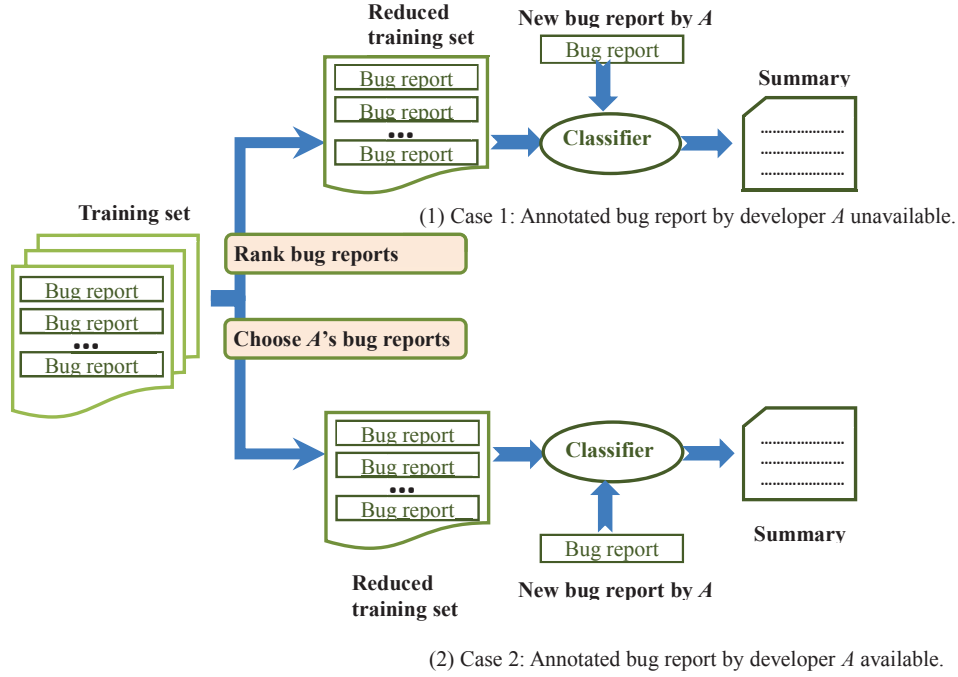 Reduced
training set
Bug report
Bug report
...
Bug report
New bug report by A
Bug report
Classifier
Summary
........................
........................
........................
(1) Case 1: Annotated bug report by developer A unavailable.
Training set
Bug report
Bug report
...
Bug report
Rank bug reports
Choose A's bug reports
Bug report
Bug report
...
Bug report
Reduced
training set
Classifier
Bug report
New bug report by A
........................
........................
........................
Summary
(2) Case 2: Annotated bug report by developer A available.